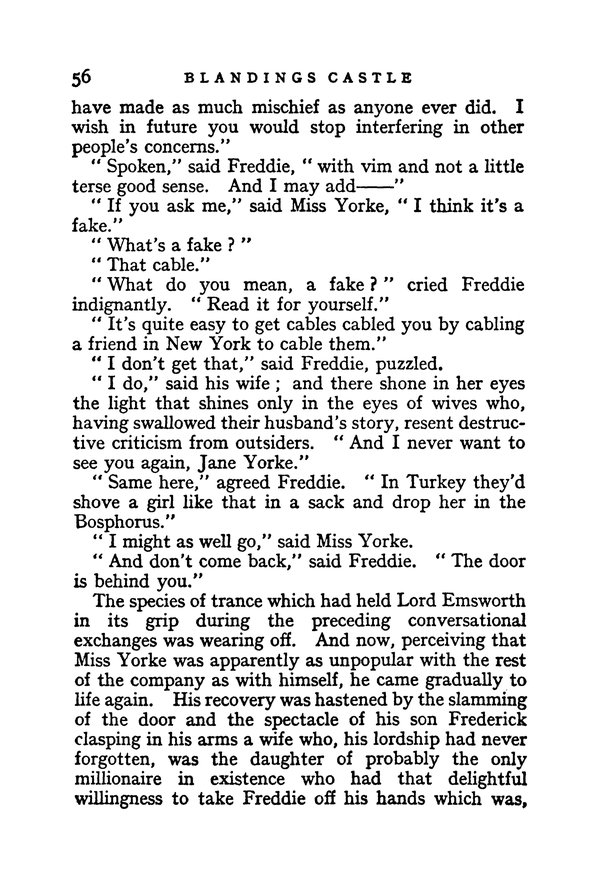 56 BLANDINGS CASTLE
have made as much mischief as anyone ever did. I
wish in future you would stop interfering in other
people's concerns."
" Spoken," said Freddie, " with vim and not a little
terse good sense. And I may add——"
" If you ask me," said Miss Yorke, " I think it's a
fake."
" What's a fake ? "
" That cable."
" What do you mean, a fake ? " cried Freddie
indignantly. " Read it for yourself."
" It's quite easy to get cables cabled you by cabling
a friend in New York to cable them."
" I don't get that," said Freddie, puzzled.
" I do," said his wife ; and there shone in her eyes
the light that shines only in the eyes of wives who,
having swallowed their husband's story, resent destruc-
tive criticism from outsiders. " And I never want to
see you again, Jane Yorke."
" Same here," agreed Freddie. " In Turkey they'd
shove a girl like that in a sack and drop her in the
Bosphorus."
" I might as well go," said Miss Yorke.
" And don't come back," said Freddie. " The door
is behind you."
The species of trance which had held Lord Emsworth
in its grip during the preceding conversational
exchanges was wearing off. And now, perceiving that
Miss Yorke was apparently as unpopular with the rest
of the company as with himself, he came gradually to
life again. His recovery was hastened by the slamming
of the door and the spectacle of his son Frederick
clasping in his arms a wife who, his lordship had never
forgotten, was the daughter of probably the only
millionaire in existence who had that delightful
willingness to take Freddie off his hands which was,